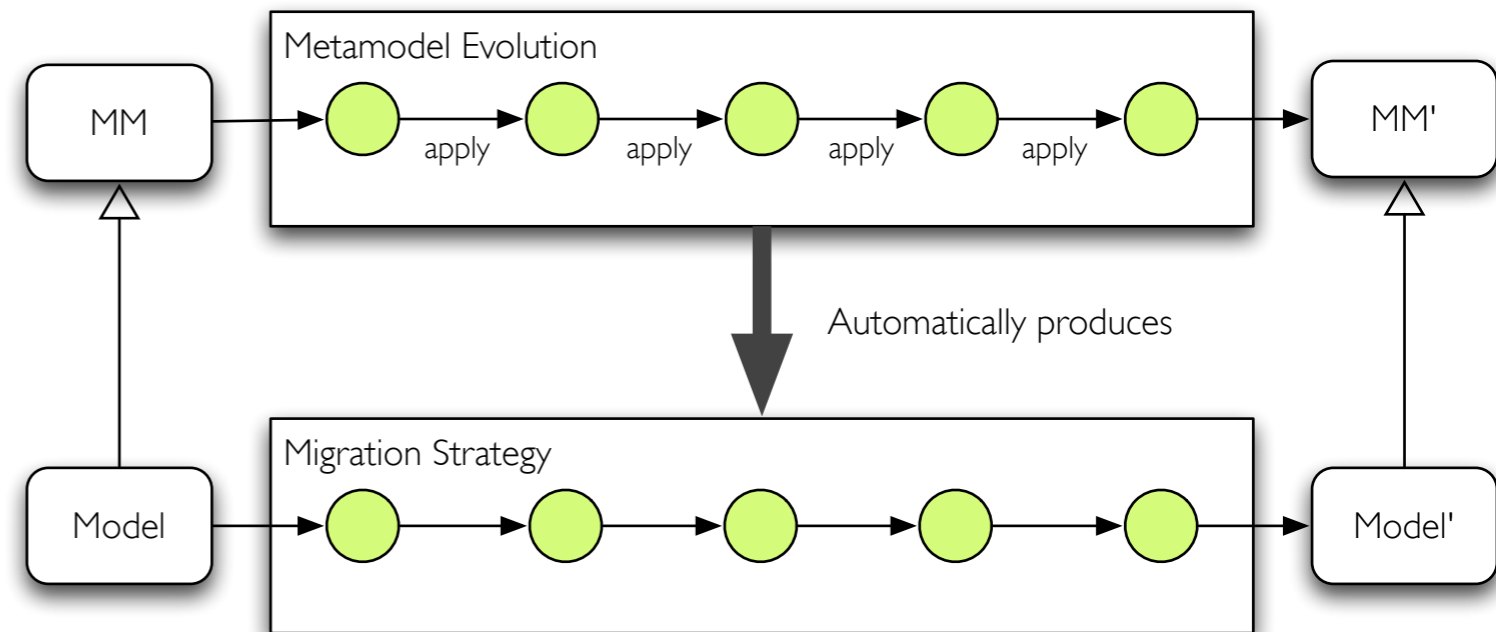 Metamodel Evolution
MM
apply
apply
apply
apply
MM'
Automatically produces
Migration Strategy
Model
Model'